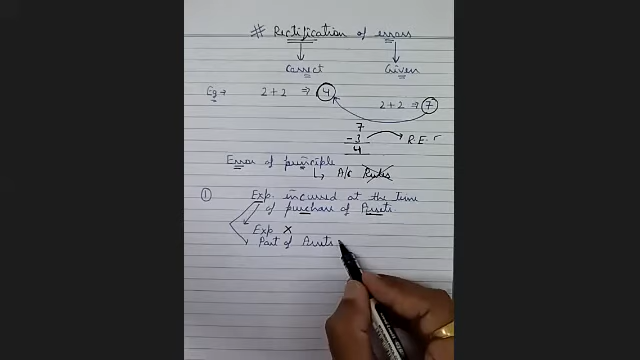 # Rectification of errors
Correct Given
Eg → 2+2 ⇒ 4
2+2 ⇒ 7
7
-3 → R.E.
4
Error of principle
↳ A/c Rules
① Exp. incurred at the time
of purchase of Assets.
Exp X
Part of Assets